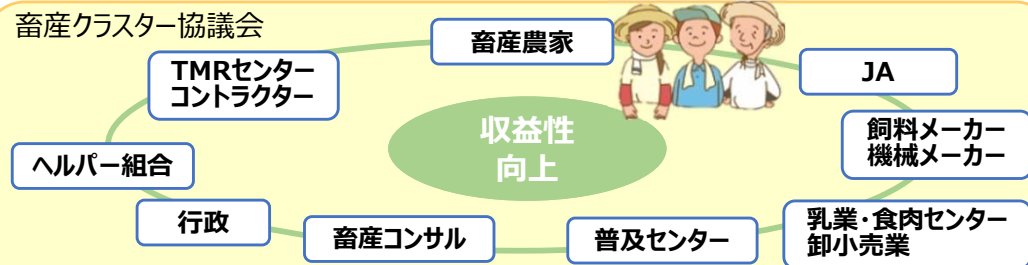 畜産クラスター協議会
畜産農家
TMRセンター
コントラクター
JA
収益性
向上
飼料メーカー
機械メーカー
ヘルパー組合
行政
畜産コンサル
普及センター
乳業・食肉センター
卸小売業